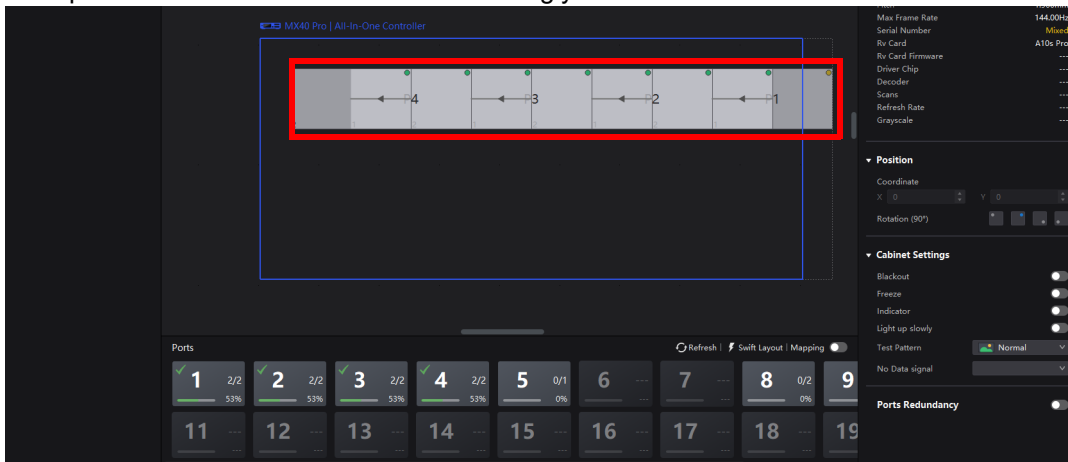 MX40 Pro | All-In-One Controller
Max Frame Rate 144.00Hz
Serial Number Mixed
Rv Card A10s Pro
Rv Card Firmware ---
Driver Chip ---
Decoder ---
Scans ---
Refresh Rate ---
Grayscale ---
4 3 2 1
Position
Coordinate
X 0 Y 0
Rotation (90°)
Cabinet Settings
Blackout
Freeze
Indicator
Light up slowly
Test Pattern Normal
No Data signal
Ports Redundancy
Ports Refresh | Swift Layout | Mapping
1 2/2 53%
2 2/2 53%
3 2/2 53%
4 2/2 53%
5 0/1 0%
6 --- ---
7 --- ---
8 0/2 0%
9
11 --- ---
12 --- ---
13 --- ---
14 --- ---
15 --- ---
16 --- ---
17 --- ---
18 --- ---
19